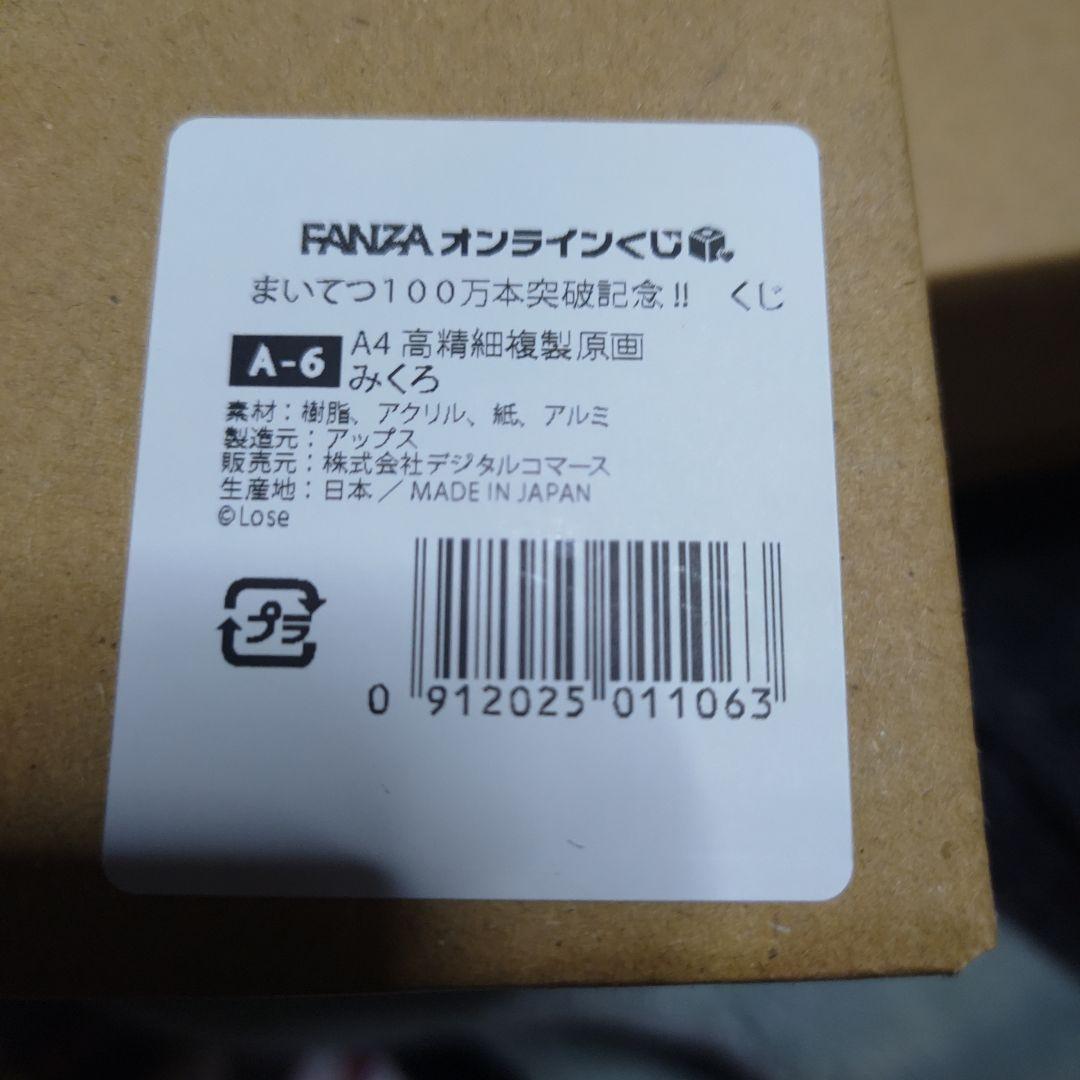 FANZA オンラインくじ
まいてつ100万本突破記念!! くじ
A-6 A4 高精細複製原画
みくろ
素材：樹脂、アクリル、紙、アルミ
製造元：アップス
販売元：株式会社デジタルコマース
生産地：日本／MADE IN JAPAN
©Lose
プラ
0 912025 011063